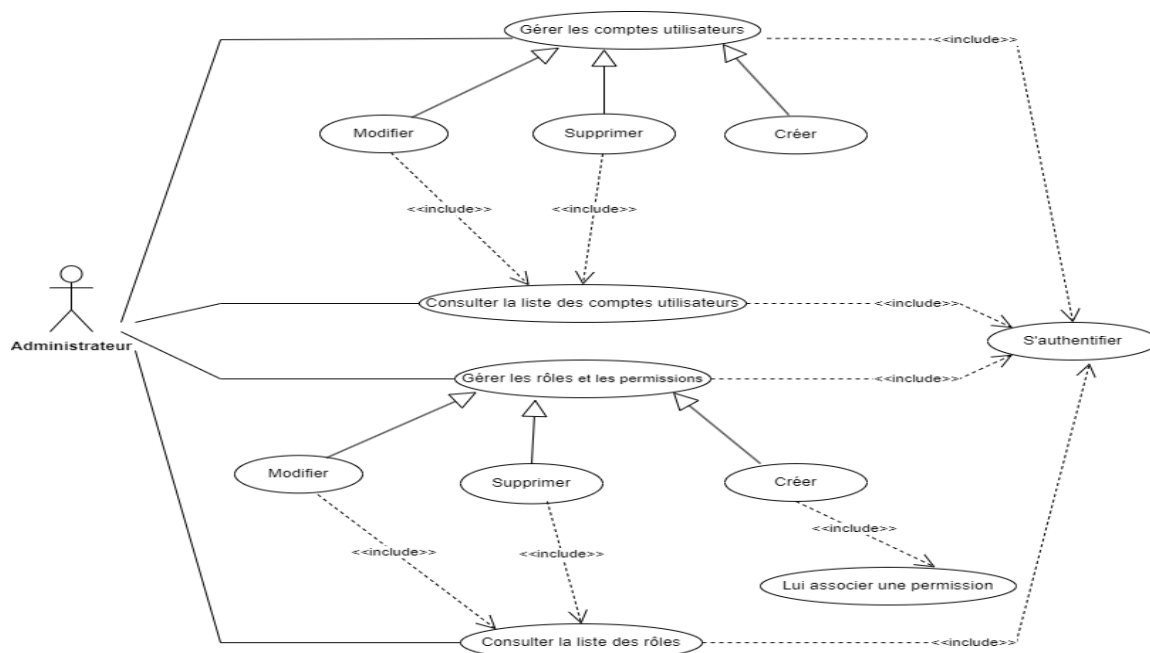 Gérer les comptes utilisateurs
<<include>>
Modifier
Supprimer
Créer
<<include>>
<<include>>
Consulter la liste des comptes utilisateurs
<<include>>
S'authentifier
Administrateur
Gérer les rôles et les permissions
<<include>>
Modifier
Supprimer
Créer
<<include>>
<<include>>
<<include>>
Lui associer une permission
Consulter la liste des rôles
<<include>>